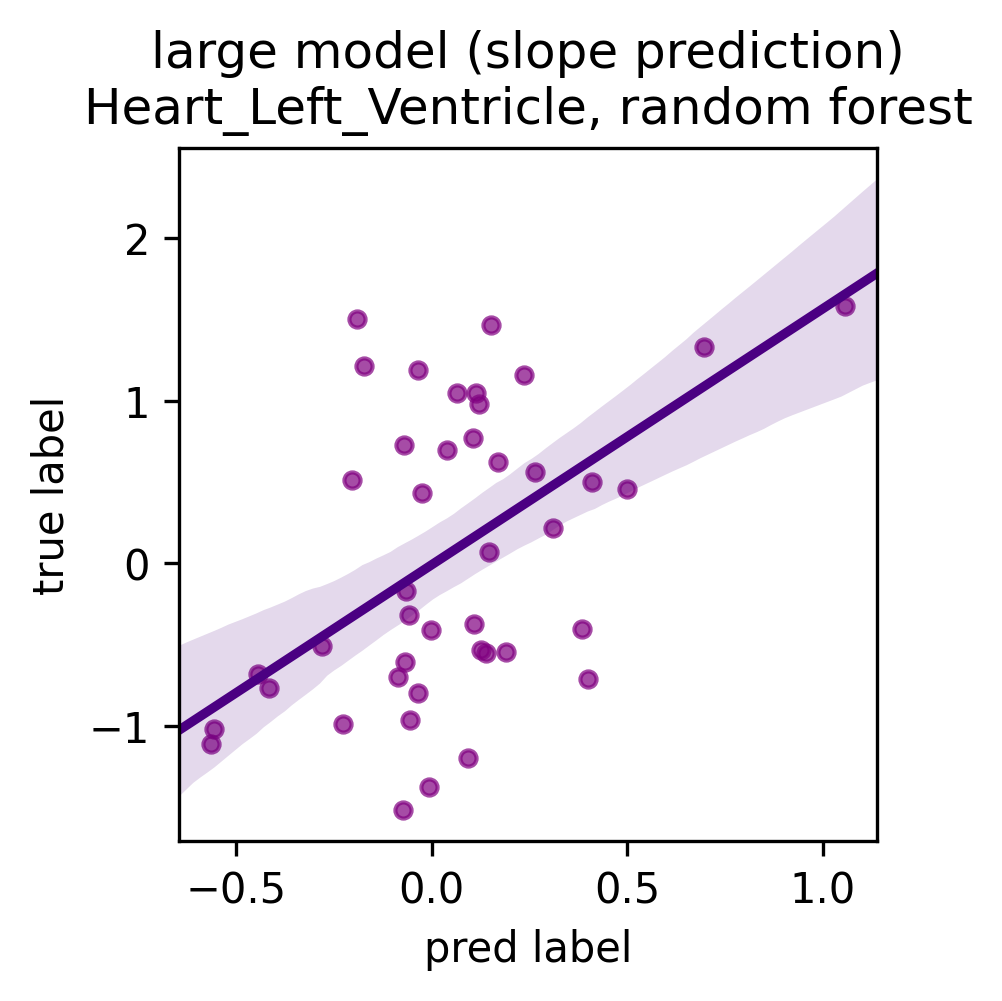 large model (slope prediction)
Heart_Left_Ventricle, random forest
2
1
0
−1
true label
−0.5
0.0
0.5
1.0
pred label